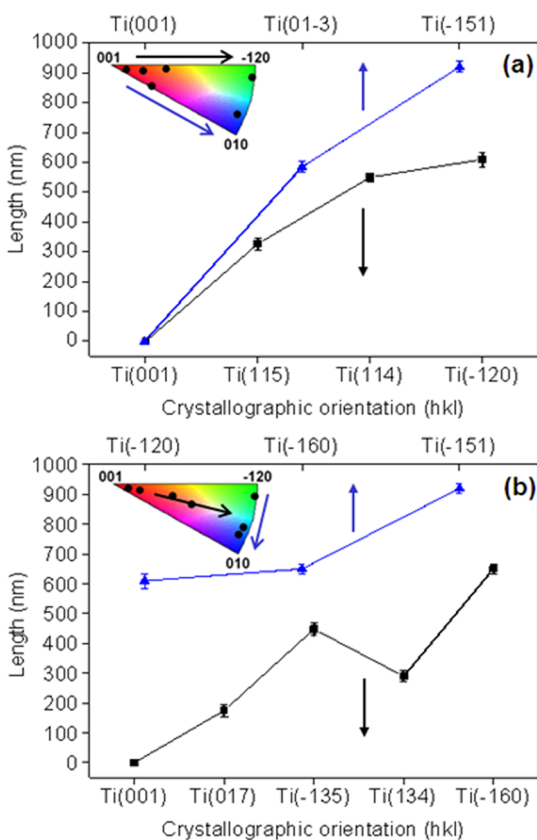 Ti(001) Ti(01-3) Ti(-151)
(a)
1000
900
800
700
600
500
400
300
200
100
0
Length (nm)
001 -120
010
Ti(001) Ti(115) Ti(114) Ti(-120)
Crystallographic orientation (hkl)
Ti(-120) Ti(-160) Ti(-151)
(b)
1000
900
800
700
600
500
400
300
200
100
0
Length (nm)
001 -120
010
Ti(001) Ti(017) Ti(-135) Ti(134) Ti(-160)
Crystallographic orientation (hkl)